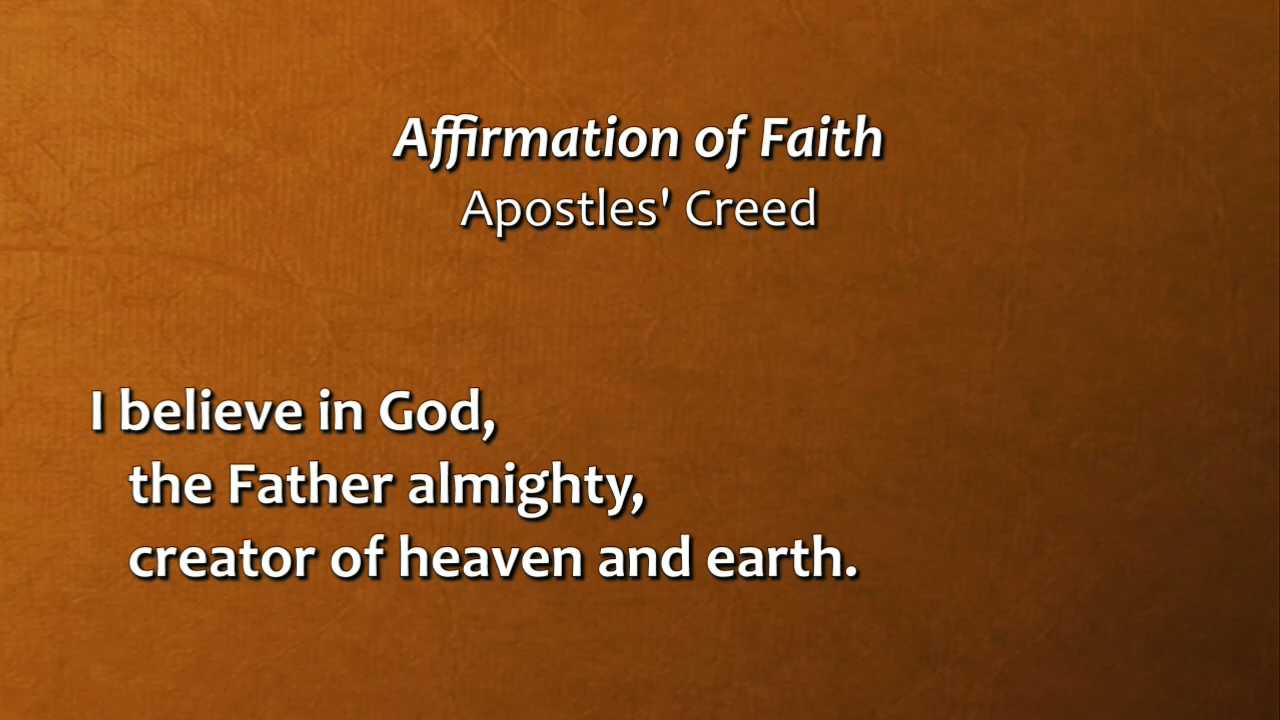 Affirmation of Faith
Apostles' Creed
I believe in God,
the Father almighty,
creator of heaven and earth.